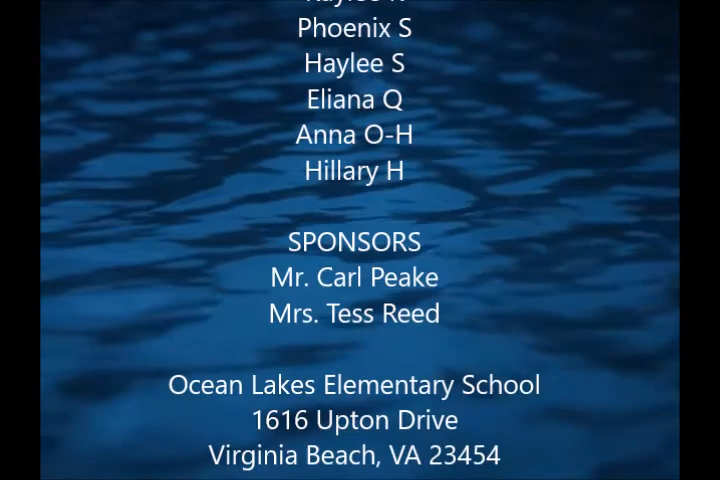 Phoenix S
Haylee S
Eliana Q
Anna O-H
Hillary H
SPONSORS
Mr. Carl Peake
Mrs. Tess Reed
Ocean Lakes Elementary School
1616 Upton Drive
Virginia Beach, VA 23454